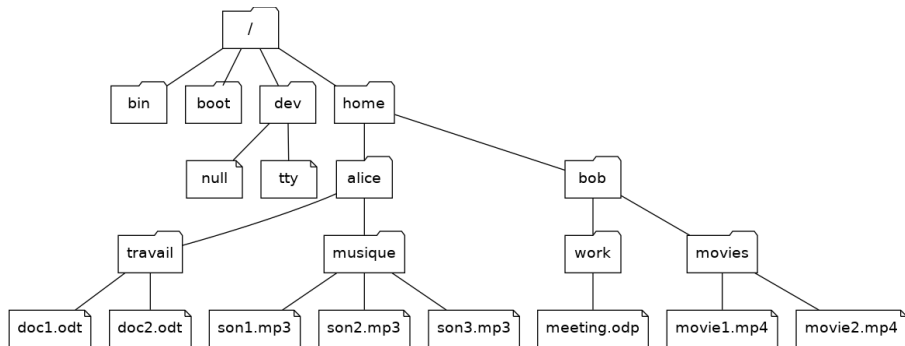 /
bin boot dev home
null tty alice bob
travail musique work movies
doc1.odt doc2.odt son1.mp3 son2.mp3 son3.mp3 meeting.odp movie1.mp4 movie2.mp4